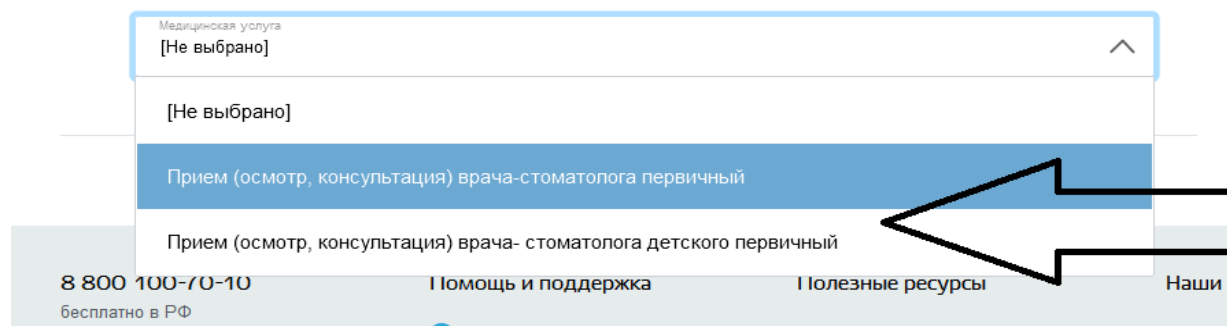 Медицинская услуга
[Не выбрано]
[Не выбрано]
Прием (осмотр, консультация) врача-стоматолога первичный
Прием (осмотр, консультация) врача- стоматолога детского первичный
8 800 100-70-10
бесплатно в РФ
Помощь и поддержка
Полезные ресурсы
Наши